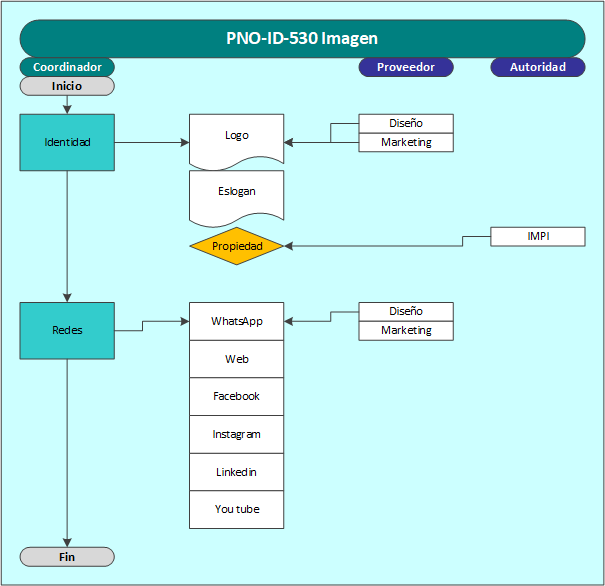 PNO-ID-530 Imagen
Coordinador
Proveedor
Autoridad
Inicio
Identidad
Logo
Diseño
Marketing
Eslogan
Propiedad
IMPI
Redes
WhatsApp
Diseño
Marketing
Web
Facebook
Instagram
Linkedin
You tube
Fin